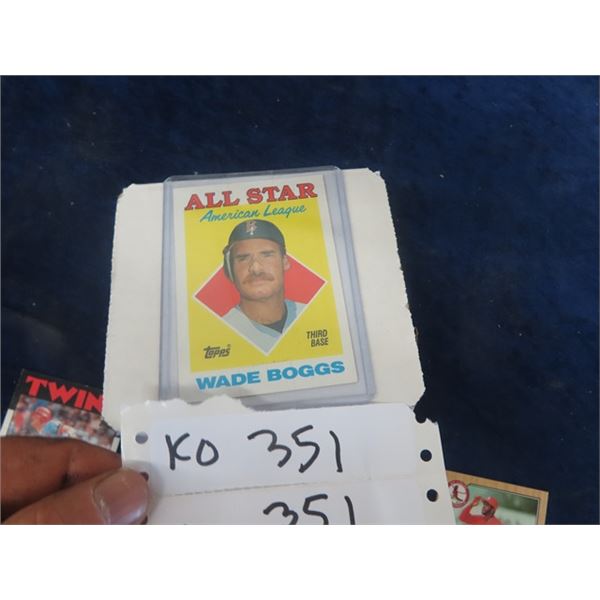 ALL STAR
American League
Topps
THIRD
BASE
WADE BOGGS
TWIN
KO 351
351